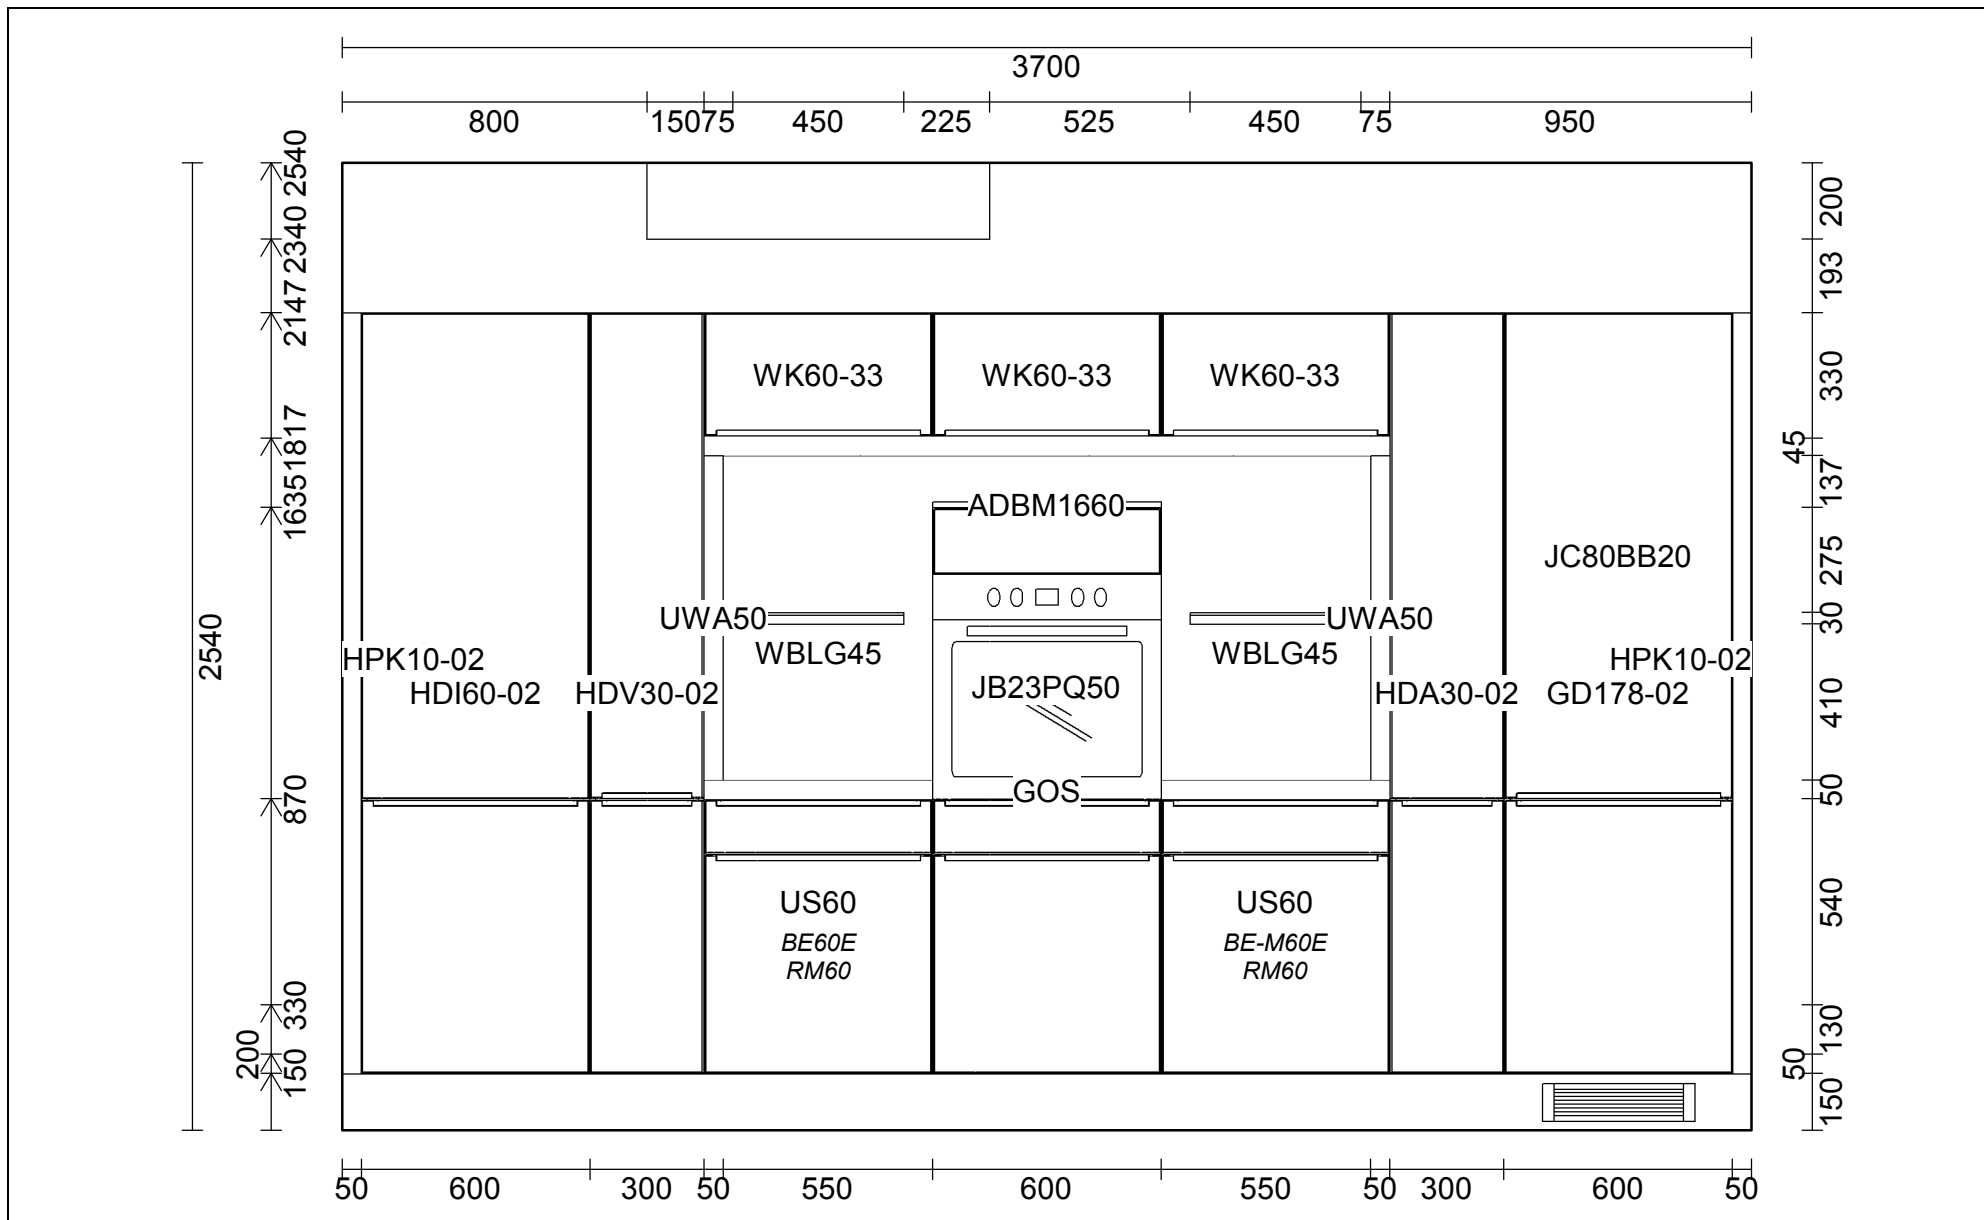 3700
800 150 75 450 225 525 450 75 950
2540
2540
2340
2147
1817
1635
870
330
200
150
200
193
330
45
137
275
30
410
50
540
130
50
150
WK60-33 WK60-33 WK60-33
ADBM1660
JC80BB20
UWA50 UWA50
WBLG45 WBLG45
HPK10-02 HPK10-02
JB23PQ50
HDI60-02 HDV30-02 HDA30-02 GD178-02
GOS
US60 US60
BE60E BE-M60E
RM60 RM60
50 600 300 50 550 600 550 50 300 600 50